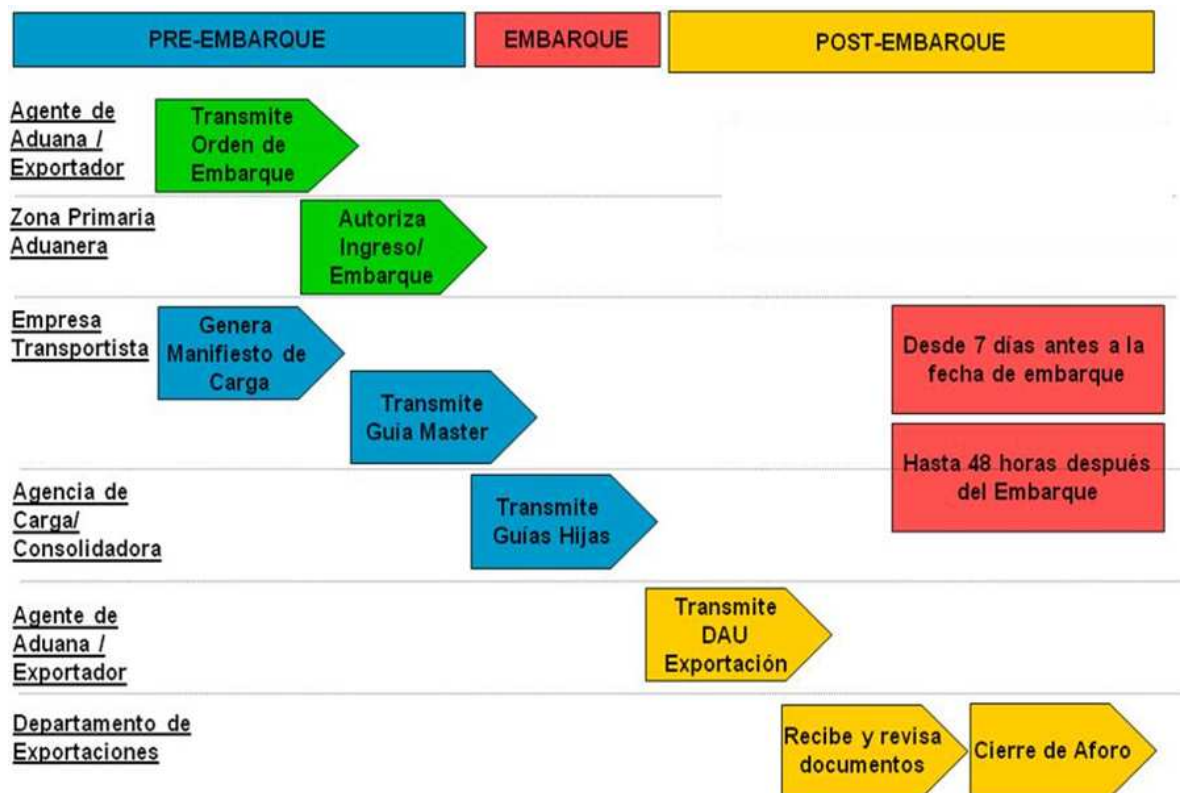 PRE-EMBARQUE
EMBARQUE
POST-EMBARQUE
Agente de
Aduana /
Exportador
Transmite
Orden de
Embarque
Zona Primaria
Aduanera
Autoriza
Ingreso/
Embarque
Empresa
Transportista
Genera
Manifiesto de
Carga
Transmite
Guia Master
Desde 7 días antes a la
fecha de embarque
Hasta 48 horas después
del Embarque
Agencia de
Carga/
Consolidadora
Transmite
Guías Hijas
Agente de
Aduana /
Exportador
Transmite
DAU
Exportación
Departamento de
Exportaciones
Recibe y revisa
documentos
Cierre de Aforo